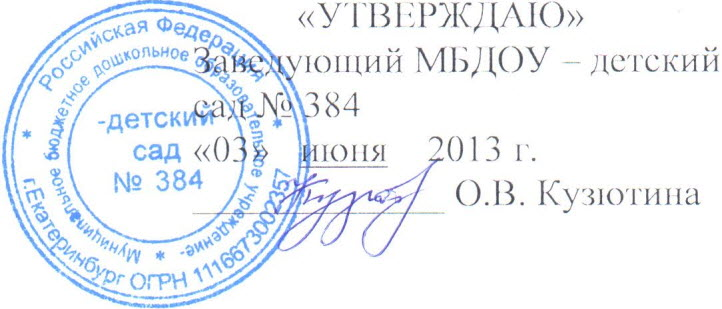 «УТВЕРЖДАЮ»
Заведующий МБДОУ – детский
сад № 384
«03» июня 2013 г.
О.В. Кузютина
Российская Федерация
г.Екатеринбург ОГРН 1116673002357
Муниципальное бюджетное дошкольное образовательное учреждение-
-детский
сад
№ 384